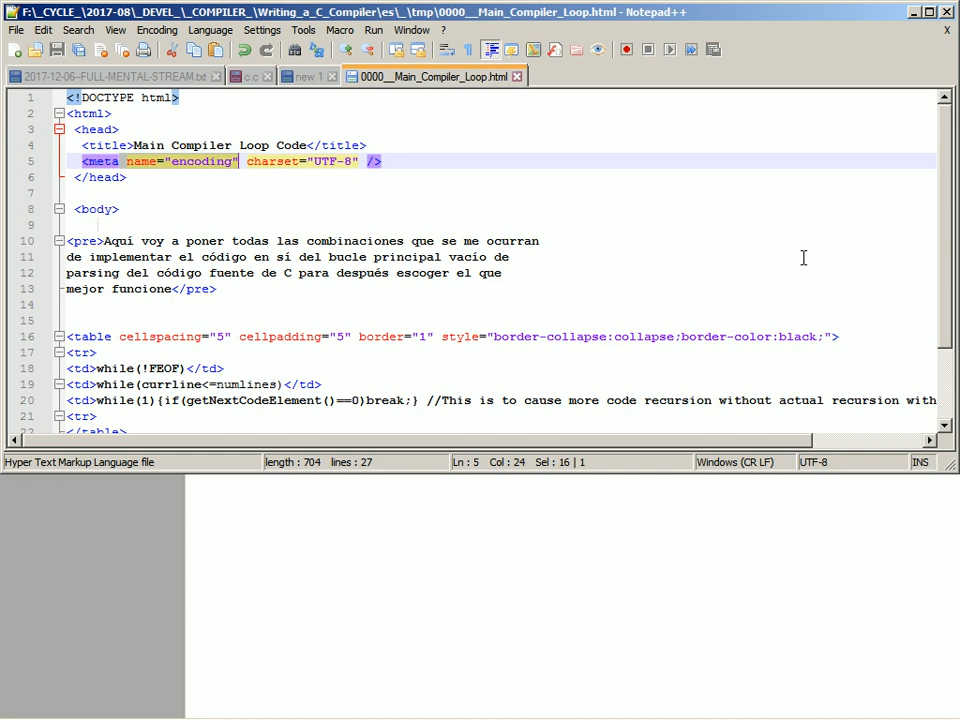 F:\_CYCLE_\2017-08\_DEVEL_\_COMPILER_\Writing_a_C_Compiler\es\_\tmp\0000__Main_Compiler_Loop.html - Notepad++
File Edit Search View Encoding Language Settings Tools Macro Run Window ? X
2017-12-06--FULL-MENTAL-STREAM.txt c.c new 1 0000__Main_Compiler_Loop.html
1 <!DOCTYPE html>
2 <html>
3 <head>
4 <title>Main Compiler Loop Code</title>
5 <meta name="encoding" charset="UTF-8" />
6 </head>
7
8 <body>
9
10 <pre>Aquí voy a poner todas las combinaciones que se me ocurran
11 de implementar el código en sí del bucle principal vacío de
12 parsing del código fuente de C para después escoger el que
13 mejor funcione</pre>
14
15
16 <table cellspacing="5" cellpadding="5" border="1" style="border-collapse:collapse;border-color:black;">
17 <tr>
18 <td>while(!FEOF)</td>
19 <td>while(currline<=numlines)</td>
20 <td>while(1){if(getNextCodeElement()==0)break;} //This is to cause more code recursion without actual recursion with
21 <tr>
22 </table>
Hyper Text Markup Language file length : 704 lines : 27 Ln : 5 Col : 24 Sel : 16 | 1 Windows (CR LF) UTF-8 INS